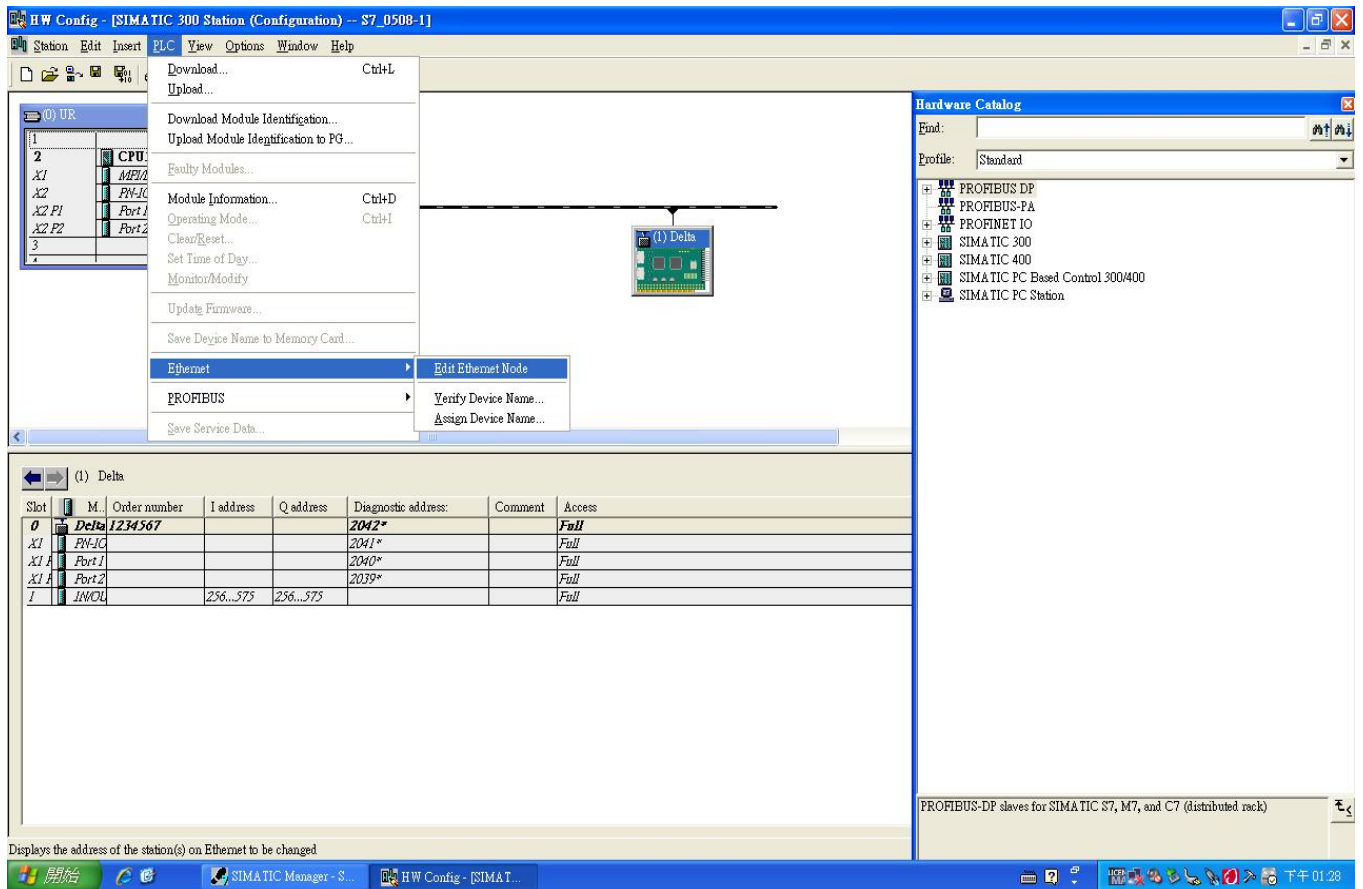 HW Config - [SIMATIC 300 Station (Configuration) -- S7_0508-1]
Station Edit Insert PLC View Options Window Help
Download... Ctrl+L
Upload...
Download Module Identification...
Upload Module Identification to PG...
Faulty Modules...
Module Information... Ctrl+D
Operating Mode... Ctrl+I
Clear/Reset...
Set Time of Day...
Monitor/Modify
Update Firmware...
Save Device Name to Memory Card...
Ethernet
PROFIBUS
Save Service Data...
Edit Ethernet Node
Verify Device Name...
Assign Device Name...
(0) UR
1
2 CPU
X1 MPI/
X2 PN-IO
X2 P1 Port 1
X2 P2 Port 2
3
(1) Delta
Hardware Catalog
Find:
Profile: Standard
PROFIBUS DP
PROFIBUS-PA
PROFINET IO
SIMATIC 300
SIMATIC 400
SIMATIC PC Based Control 300/400
SIMATIC PC Station
PROFIBUS-DP slaves for SIMATIC S7, M7, and C7 (distributed rack)
(1) Delta
Slot M.. Order number I address Q address Diagnostic address: Comment Access
0 Delta 1234567 2042* Full
X1 PN-IO 2041* Full
X1 P Port 1 2040* Full
X1 P Port 2 2039* Full
1 IN/OU 256...575 256...575 Full
Displays the address of the station(s) on Ethernet to be changed
開始 SIMATIC Manager - S... HW Config - [SIMAT... 下午 01:28